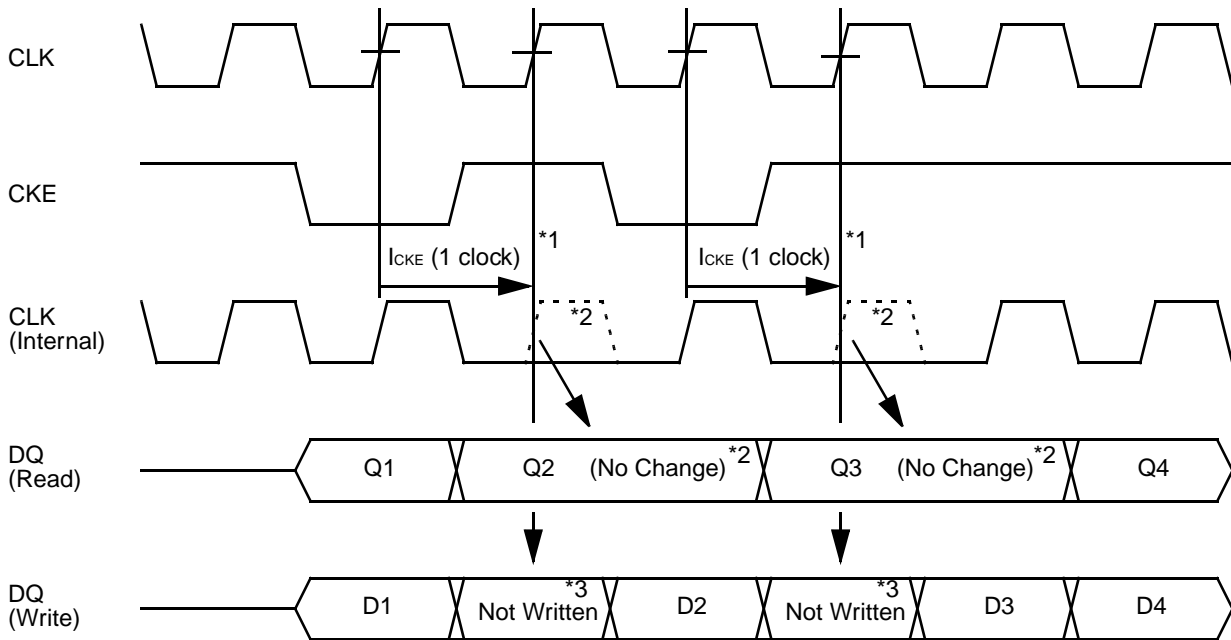 CLK
CKE
*1
*1
ICKE (1 clock)
ICKE (1 clock)
CLK
(Internal)
*2
*2
DQ
(Read)
Q1
Q2
(No Change)*2
Q3
(No Change)*2
Q4
DQ
(Write)
D1
*3
Not Written
D2
*3
Not Written
D3
D4